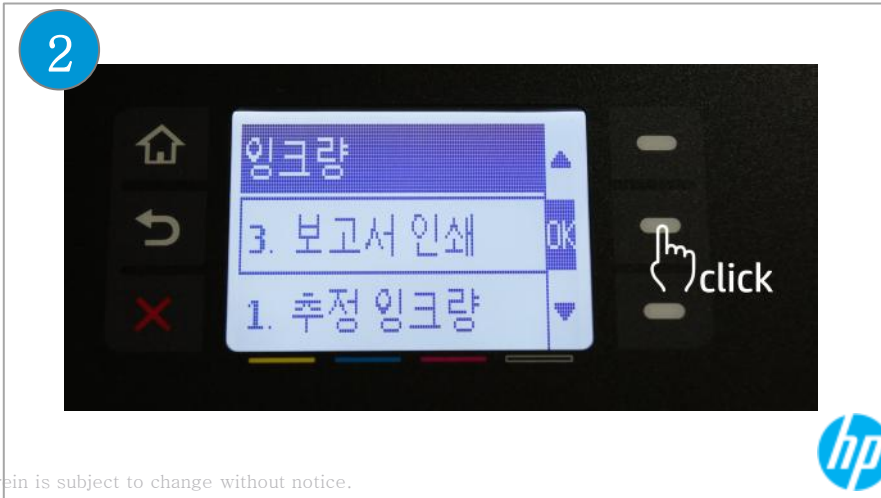 2
잉크량
3. 보고서 인쇄
OK
1. 추정 잉크량
click
hp
ein is subject to change without notice.